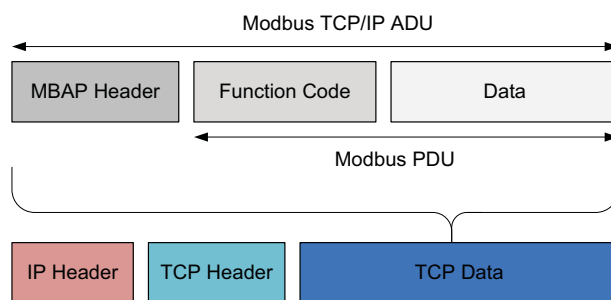 Modbus TCP/IP ADU
MBAP Header
Function Code
Data
Modbus PDU
IP Header
TCP Header
TCP Data